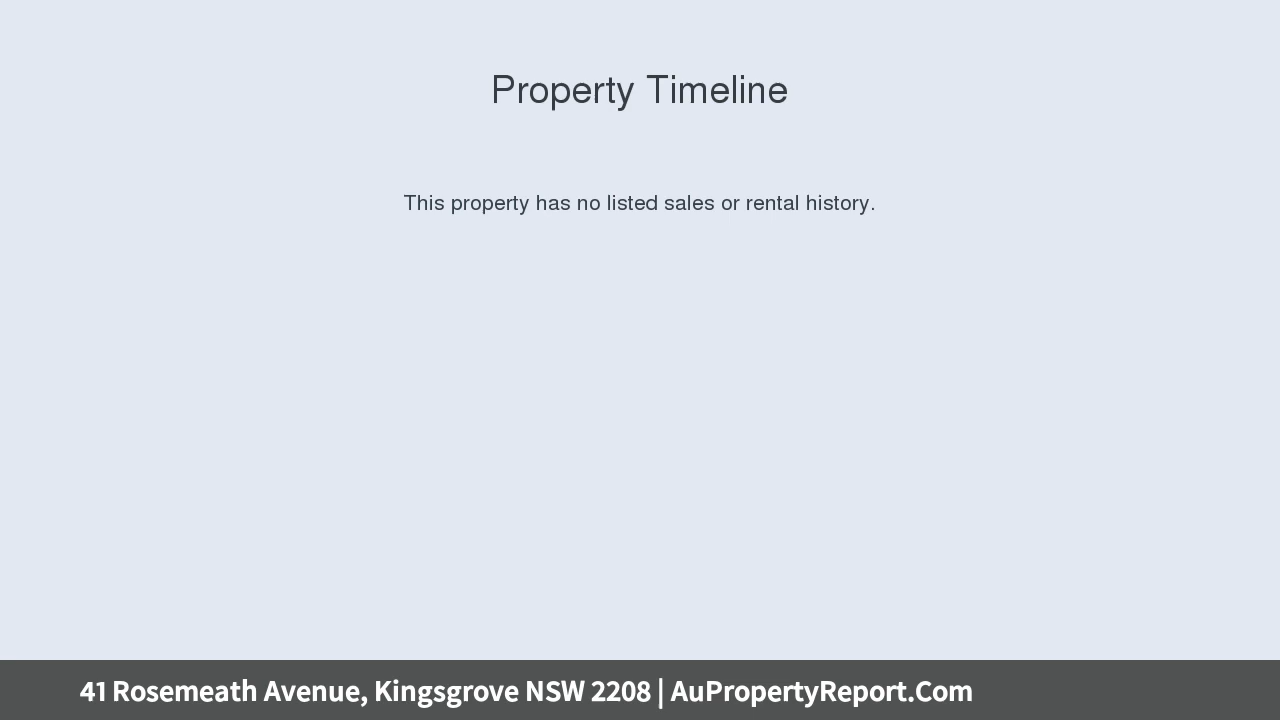 Property Timeline
This property has no listed sales or rental history.
41 Rosemeath Avenue, Kingsgrove NSW 2208 | AuPropertyReport.Com